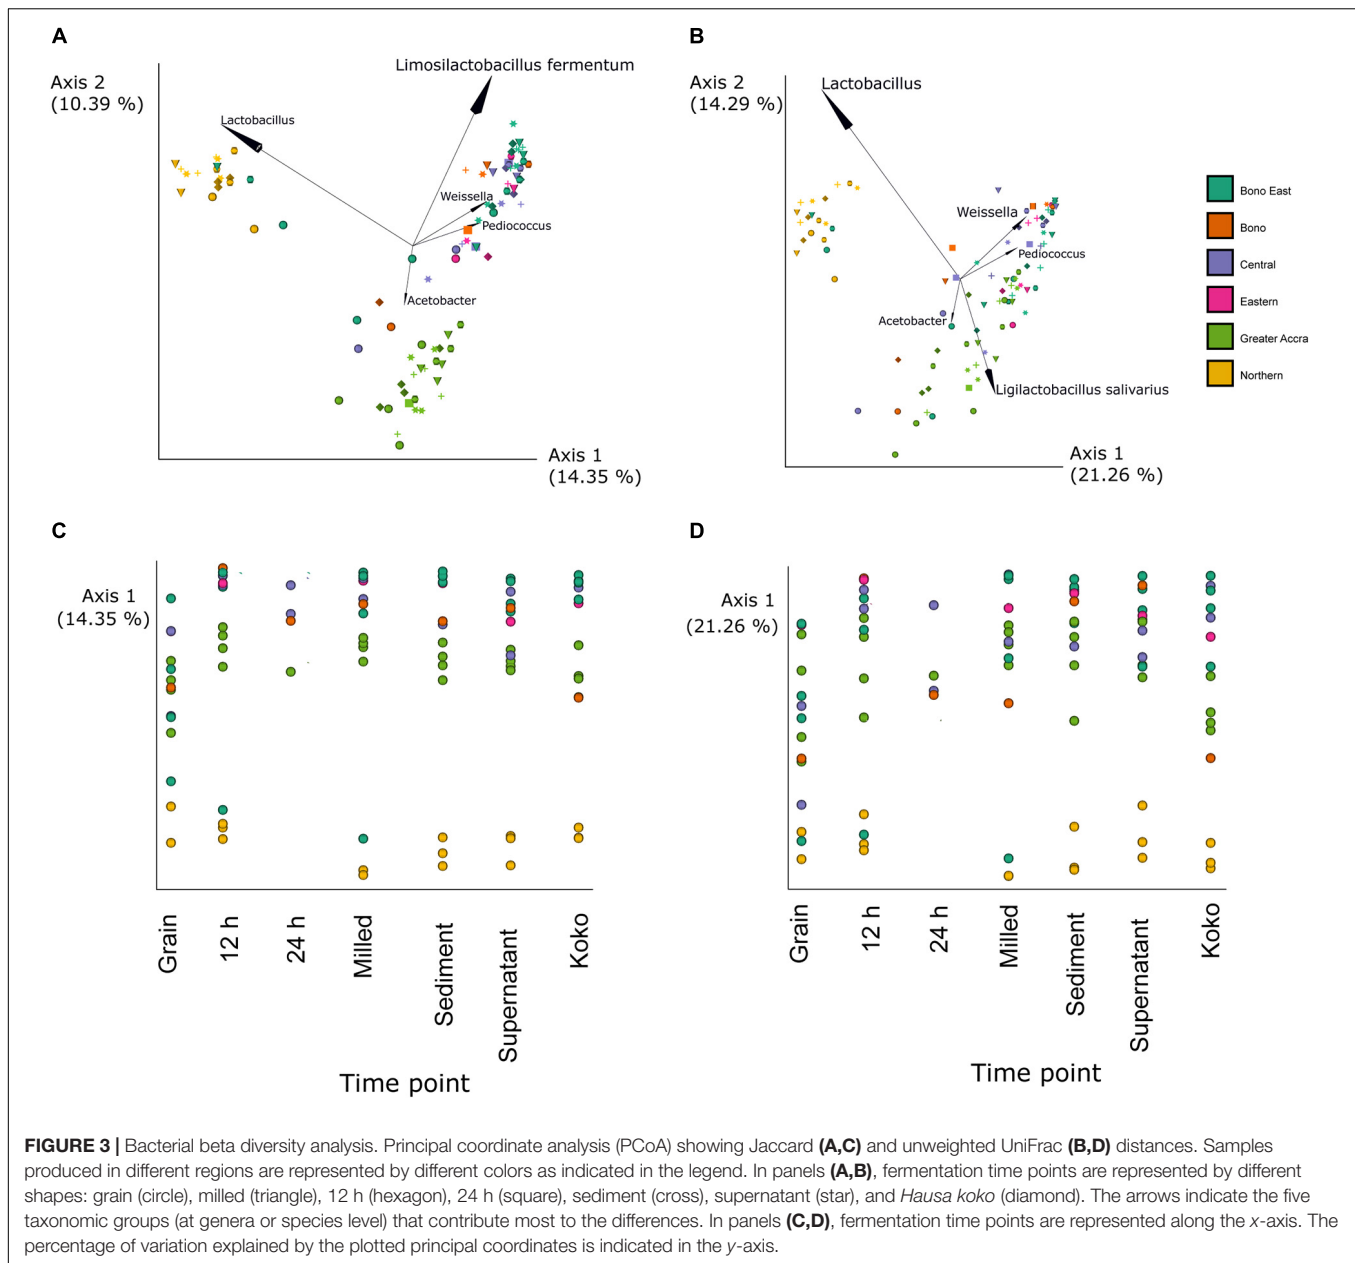 A
Axis 2
(10.39 %)
Limosilactobacillus fermentum
Lactobacillus
Weissella
Pediococcus
Acetobacter
Axis 1
(14.35 %)
B
Axis 2
(14.29 %)
Lactobacillus
Weissella
Pediococcus
Acetobacter
Ligilactobacillus salivarius
Axis 1
(21.26 %)
Bono East
Bono
Central
Eastern
Greater Accra
Northern
C
Axis 1
(14.35 %)
Grain
12 h
24 h
Milled
Sediment
Supernatant
Koko
Time point
D
Axis 1
(21.26 %)
Grain
12 h
24 h
Milled
Sediment
Supernatant
Koko
Time point
FIGURE 3 | Bacterial beta diversity analysis. Principal coordinate analysis (PCoA) showing Jaccard (A,C) and unweighted UniFrac (B,D) distances. Samples
produced in different regions are represented by different colors as indicated in the legend. In panels (A,B), fermentation time points are represented by different
shapes: grain (circle), milled (triangle), 12 h (hexagon), 24 h (square), sediment (cross), supernatant (star), and Hausa koko (diamond). The arrows indicate the five
taxonomic groups (at genera or species level) that contribute most to the differences. In panels (C,D), fermentation time points are represented along the x-axis. The
percentage of variation explained by the plotted principal coordinates is indicated in the y-axis.